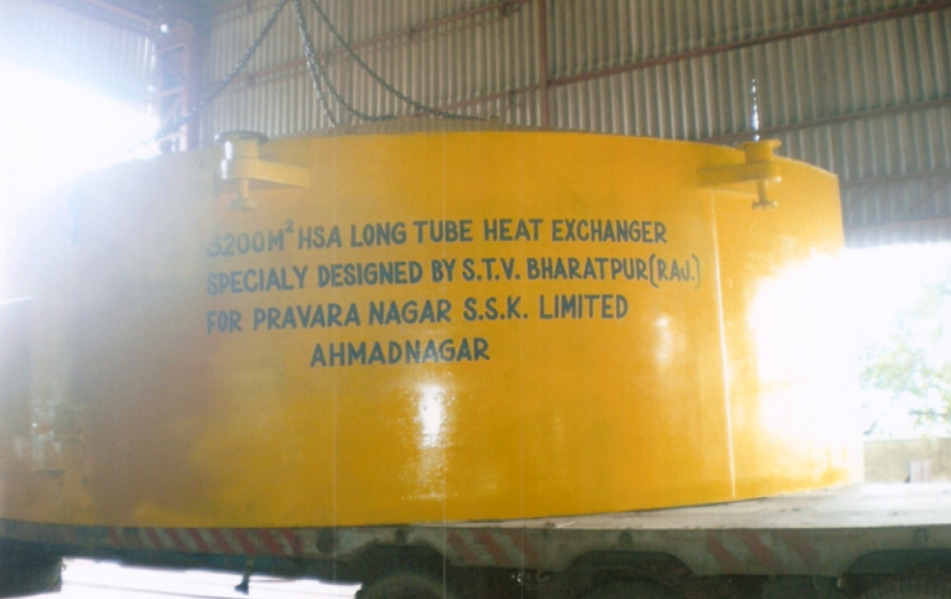 3200M² HSA LONG TUBE HEAT EXCHANGER
SPECIALY DESIGNED BY S.T.V. BHARATPUR(RAJ.)
FOR PRAVARA NAGAR S.S.K. LIMITED
AHMADNAGAR